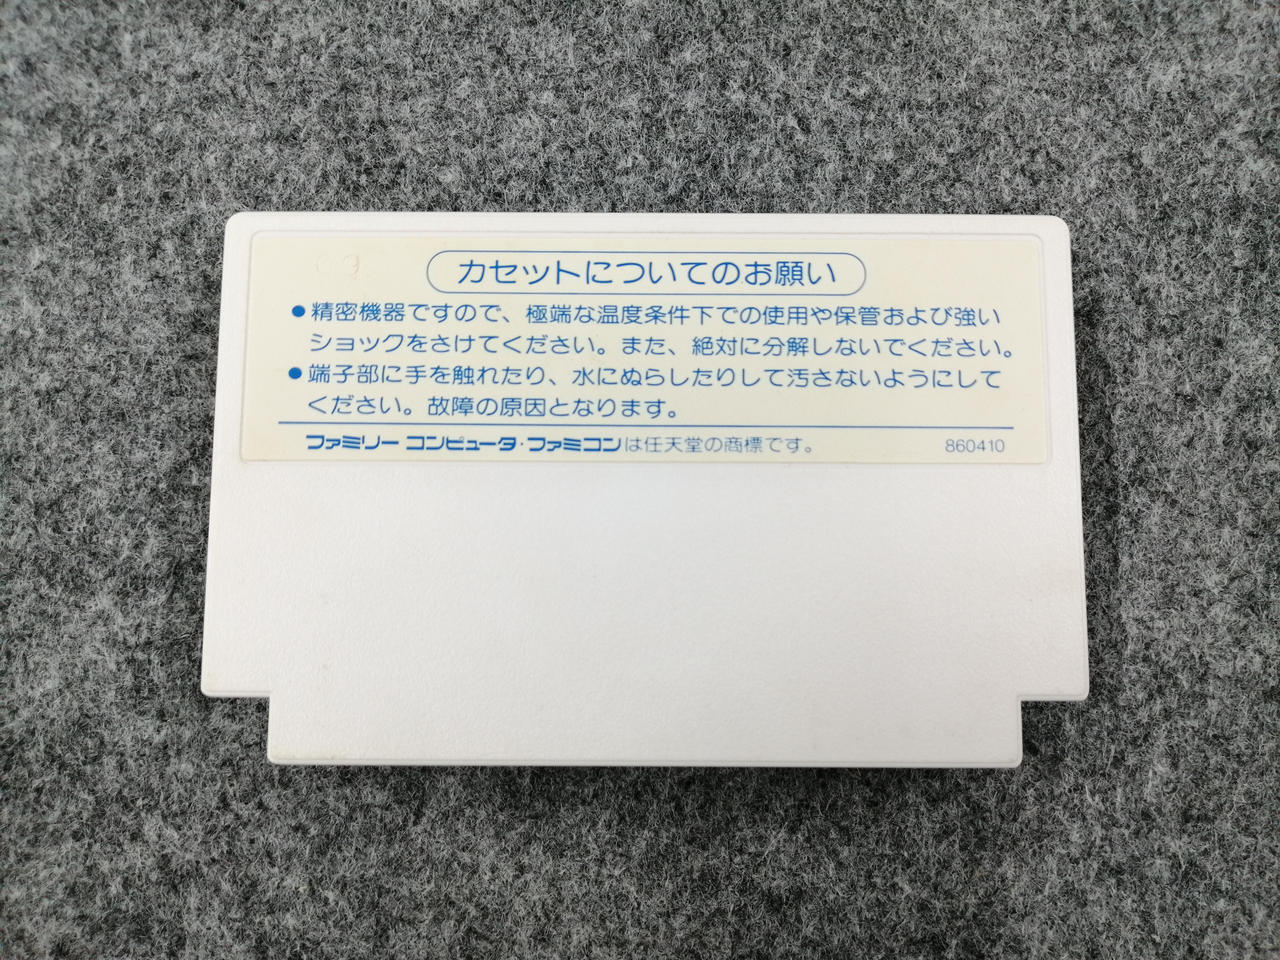 カセットについてのお願い
●精密機器ですので、極端な温度条件下での使用や保管および強い
ショックをさけてください。また、絶対に分解しないでください。
●端子部に手を触れたり、水にぬらしたりして汚さないようにして
ください。故障の原因となります。
ファミリー コンピュータ・ファミコンは任天堂の商標です。 860410